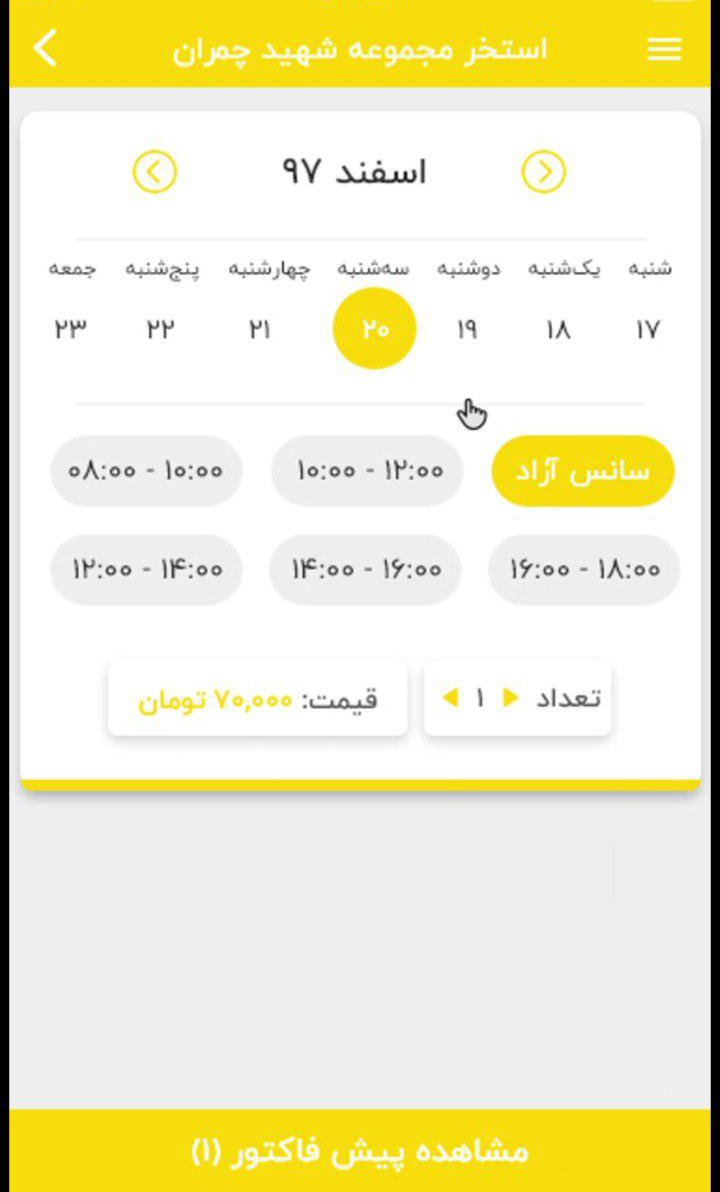 استخر مجموعه شهید چمران
اسفند ۹۷
شنبه یک‌شنبه دوشنبه سه‌شنبه چهارشنبه پنج‌شنبه جمعه
۱۷ ۱۸ ۱۹ ۲۰ ۲۱ ۲۲ ۲۳
سانس آزاد ۱۰:۰۰ - ۱۲:۰۰ ۰۸:۰۰ - ۱۰:۰۰
۱۶:۰۰ - ۱۸:۰۰ ۱۴:۰۰ - ۱۶:۰۰ ۱۲:۰۰ - ۱۴:۰۰
تعداد ۱ قیمت: ۷۰,۰۰۰ تومان
مشاهده پیش فاکتور (۱)